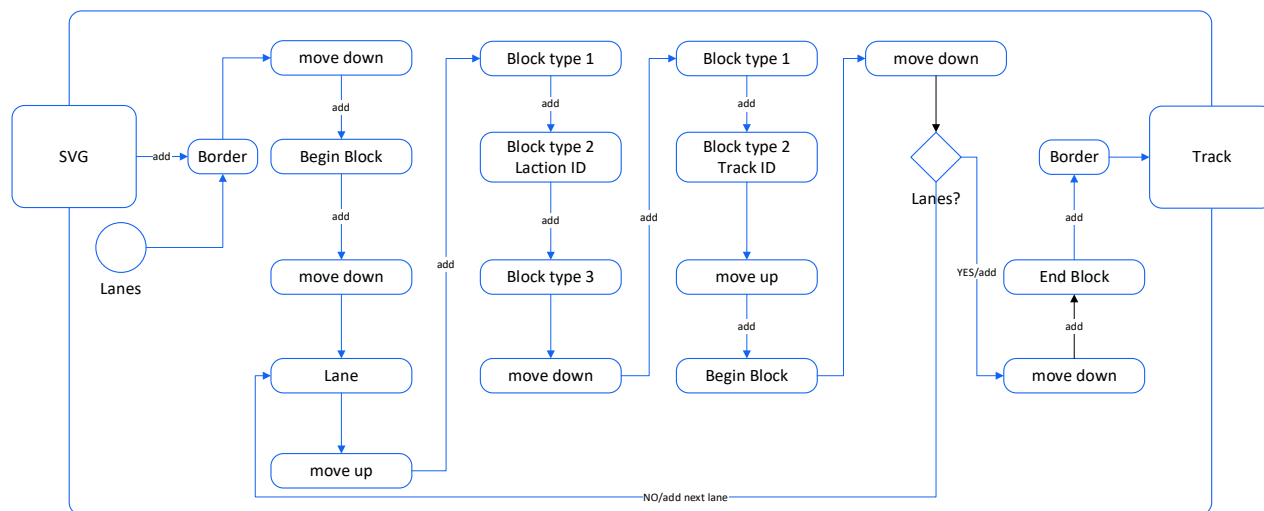 SVG
add
Lanes
Border
move down
add
Begin Block
add
move down
Lane
move up
add
Block type 1
add
Block type 2
Laction ID
add
Block type 3
move down
add
Block type 1
add
Block type 2
Track ID
move up
add
Begin Block
move down
Lanes?
YES/add
NO/add next lane
move down
add
End Block
add
Border
Track